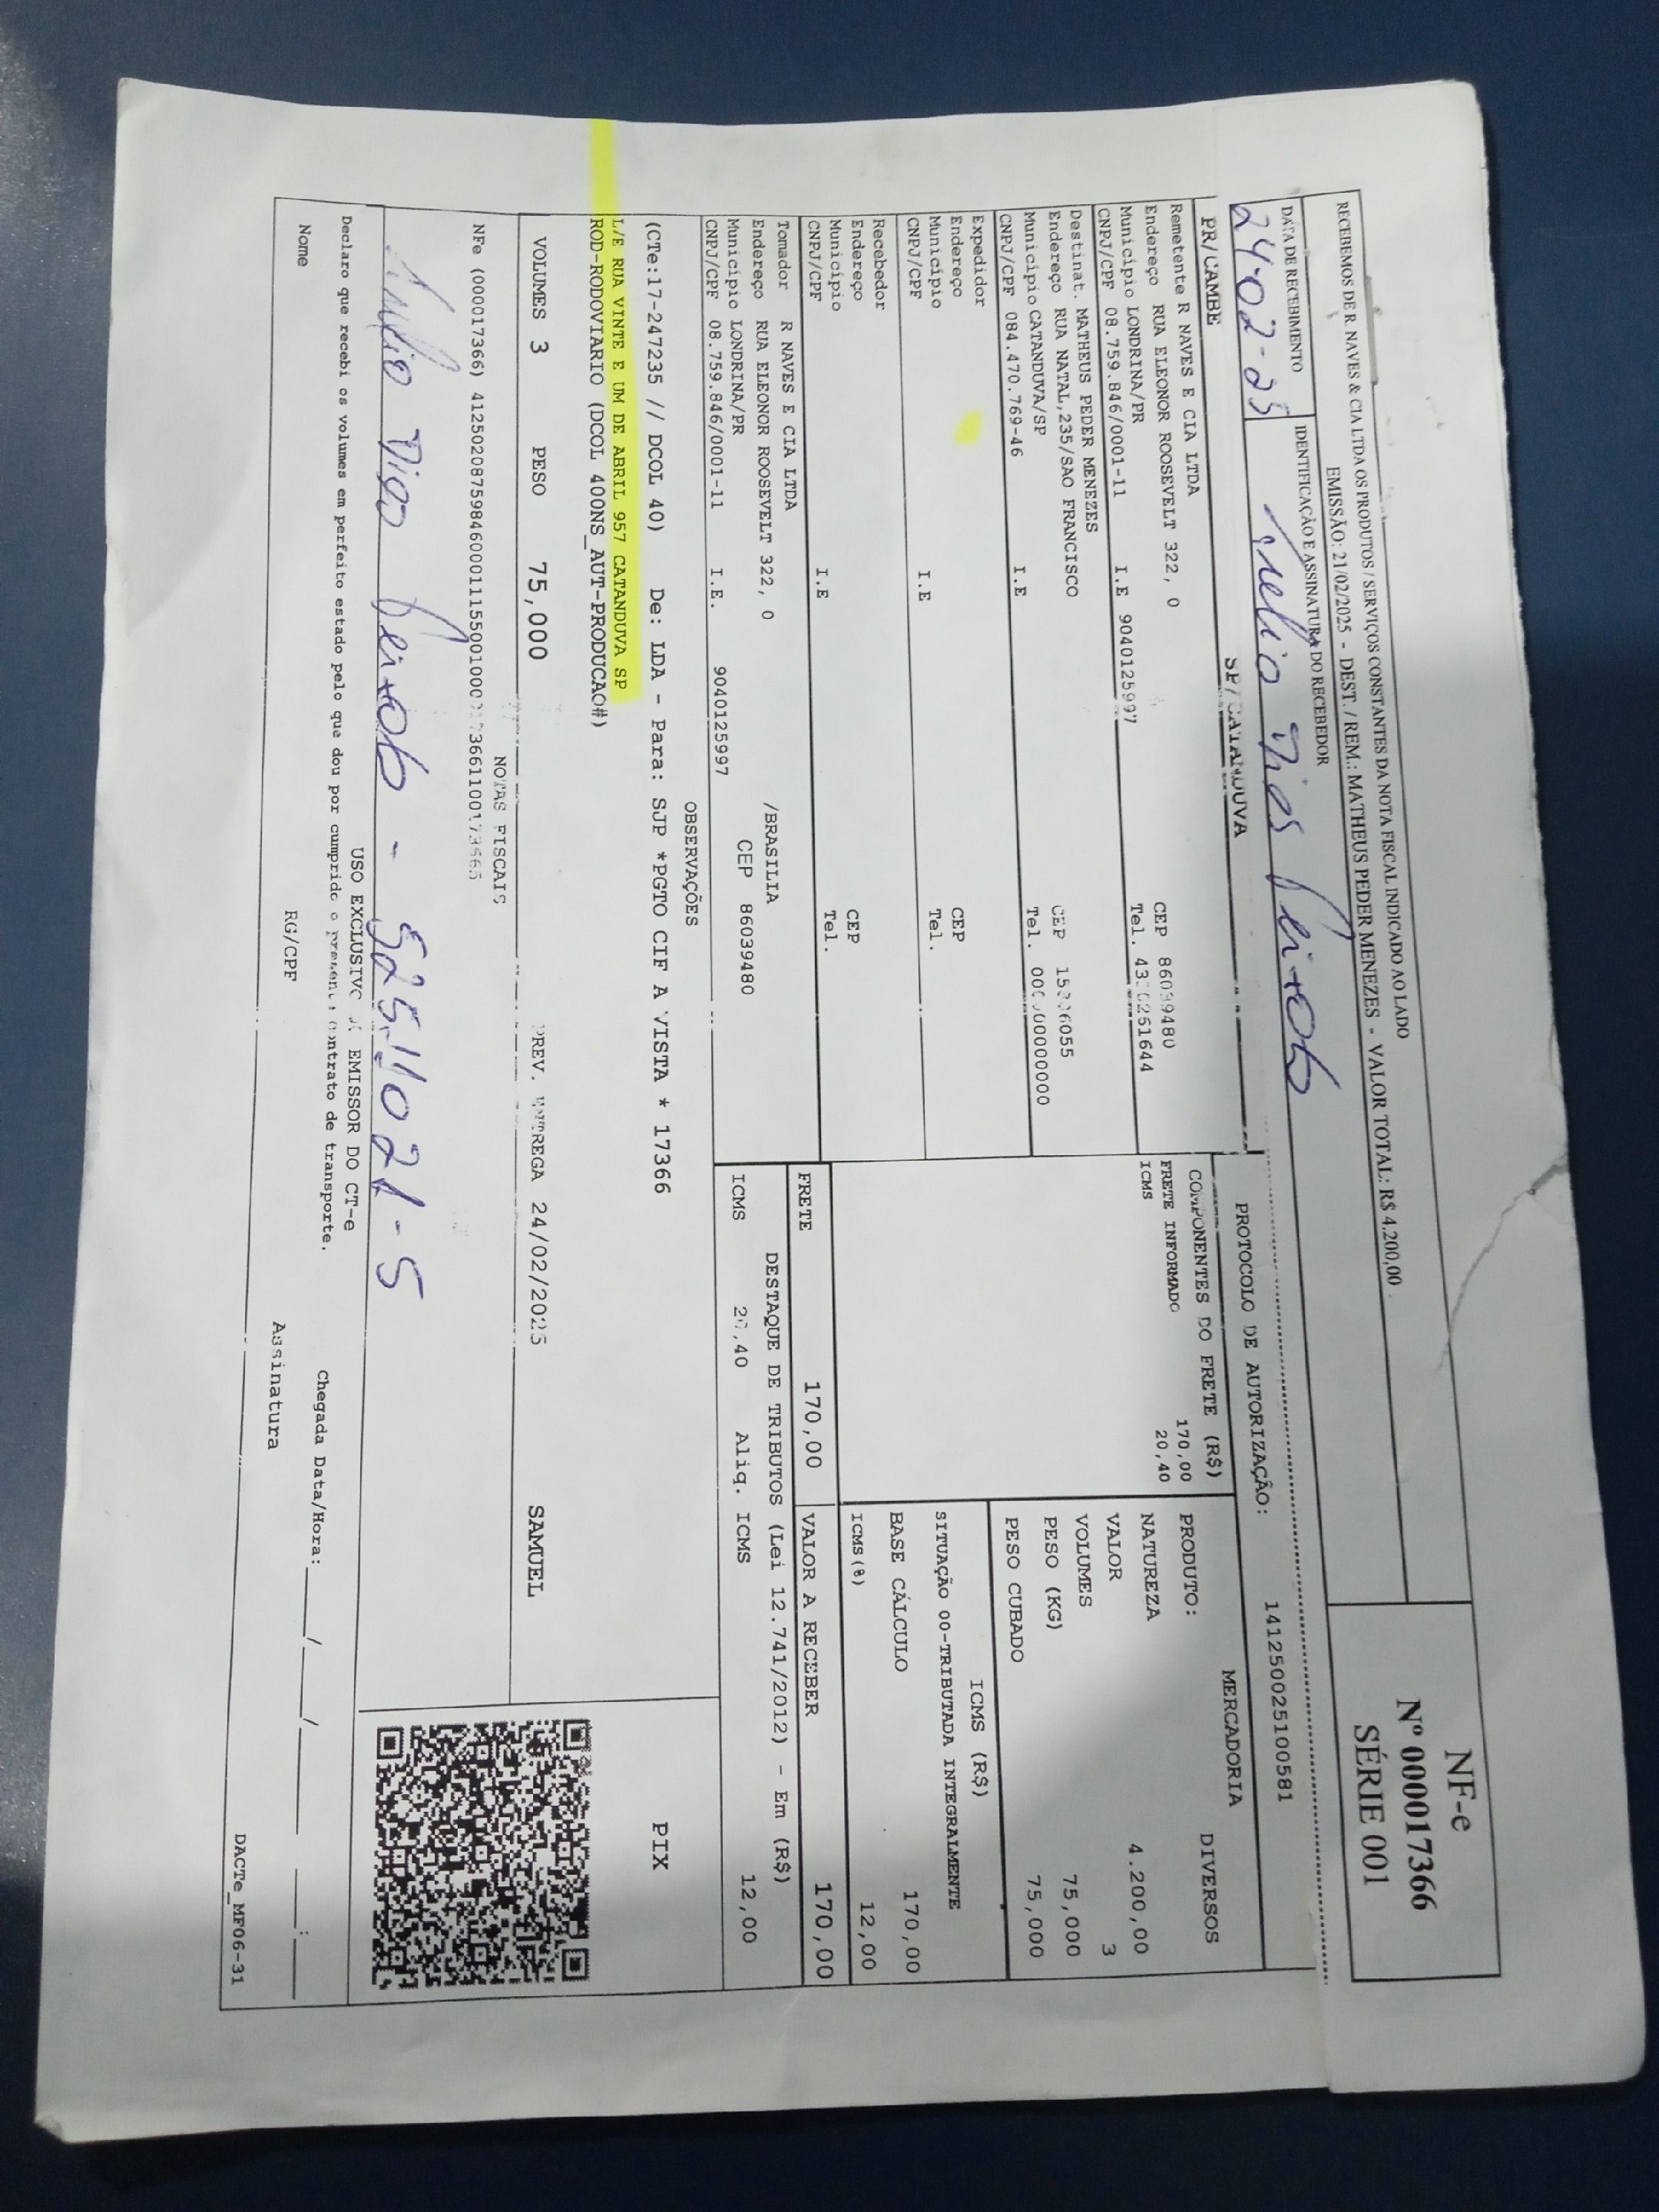 RECEBEMOS DE R. NAVES & CIA LTDA OS PRODUTOS / SERVIÇOS CONSTANTES DA NOTA FISCAL INDICADO AO LADO
EMISSÃO: 21/02/2025 - DEST. / REM.: MATHEUS PEDER MENEZES - VALOR TOTAL: R$ 4.200,00
NF-e
Nº 000017366
SÉRIE 001
DATA DE RECEBIMENTO
IDENTIFICAÇÃO E ASSINATURA DO RECEBEDOR
24-02-25
PROTOCOLO DE AUTORIZAÇÃO: 141250025100581
PR/CAMBE SP/CATANDUVA
Remetente R NAVES E CIA LTDA
Endereço RUA ELEONOR ROOSEVELT 322, 0 CEP 86039480
Município LONDRINA/PR Tel.
CNPJ/CPF 08.759.846/0001-11 I.E 9040125997
Destinat. MATHEUS PEDER MENEZES
Endereço RUA NATAL,235/SAO FRANCISCO CEP
Município CATANDUVA/SP Tel.
CNPJ/CPF 084.470.769-46 I.E
Expedidor
Endereço CEP
Município Tel.
CNPJ/CPF I.E
Recebedor
Endereço CEP
Município Tel.
CNPJ/CPF I.E
Tomador R NAVES E CIA LTDA
Endereço RUA ELEONOR ROOSEVELT 322, 0 /BRASILIA
Município LONDRINA/PR CEP 86039480
CNPJ/CPF 08.759.846/0001-11 I.E. 9040125997
COMPONENTES DO FRETE (R$)
FRETE INFORMADO 170,00
ICMS 20,40
MERCADORIA
PRODUTO: DIVERSOS
NATUREZA
VALOR 4.200,00
VOLUMES 3
PESO (KG) 75,000
PESO CUBADO 75,000
ICMS (R$)
SITUAÇÃO 00-TRIBUTADA INTEGRALMENTE
BASE CÁLCULO 170,00
ICMS(%) 12,00
FRETE 170,00 VALOR A RECEBER 170,00
DESTAQUE DE TRIBUTOS (Lei 12.741/2012) - Em (R$)
ICMS 20,40 Aliq. ICMS 12,00
OBSERVAÇÕES
(CTe:17-247235 // DCOL 40) De: LDA - Para: SJP *PGTO CIF A VISTA * 17366
L/E RUA VINTE E UM DE ABRIL 957 CATANDUVA SP
ROD-RODOVIARIO (DCOL 400NS_AUT-PRODUCAO#)
PIX
VOLUMES 3 PESO 75,000 PREV. ENTREGA 24/02/2025 SAMUEL
NOTAS FISCAIS
NFe (000017366)
52511021-5
USO EXCLUSIVO DO EMISSOR DO CT-e
Declaro que recebi os volumes em perfeito estado pelo que dou por cumprido o presente contrato de transporte.
Chegada Data/Hora: / / :
Nome RG/CPF Assinatura
DACTe_MF06-31